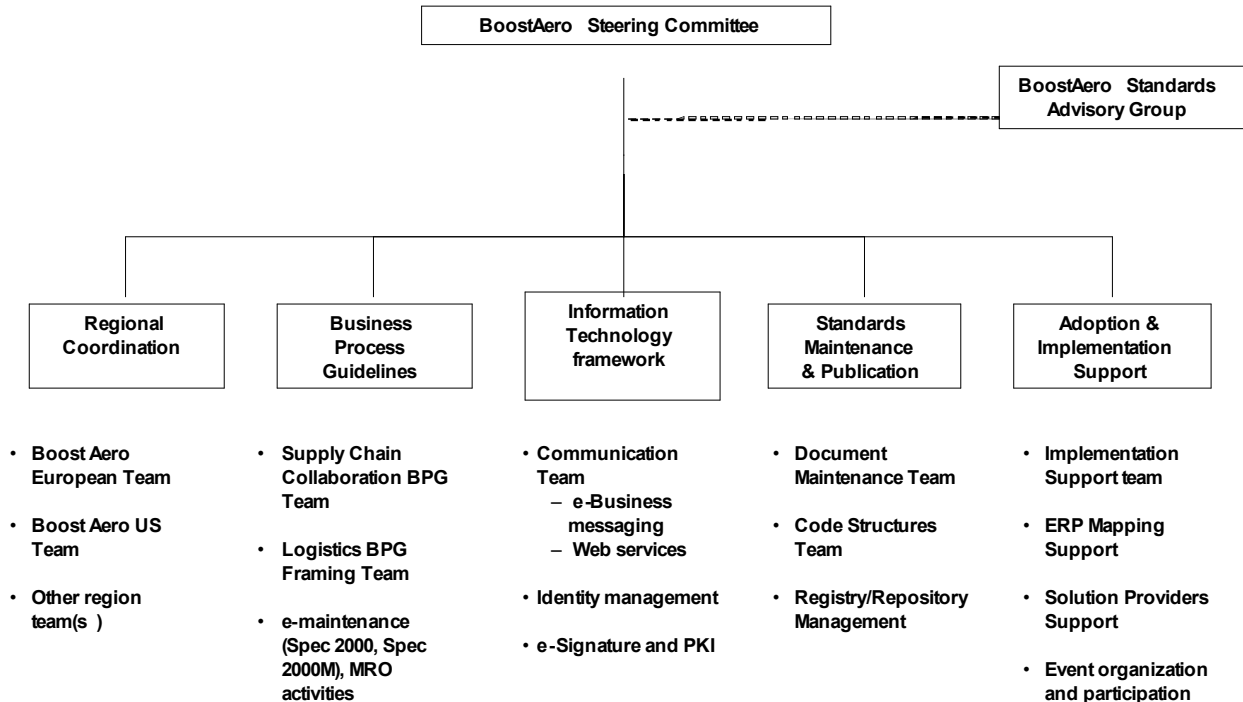 BoostAero Steering Committee
BoostAero Standards
Advisory Group
Regional
Coordination
Business
Process
Guidelines
Information
Technology
framework
Standards
Maintenance
& Publication
Adoption &
Implementation
Support
• Boost Aero
European Team
• Boost Aero US
Team
• Other region
team(s )
• Supply Chain
Collaboration BPG
Team
• Logistics BPG
Framing Team
• e-maintenance
(Spec 2000, Spec
2000M), MRO
activities
• Communication
Team
– e-Business
messaging
– Web services
• Identity management
• e-Signature and PKI
• Document
Maintenance Team
• Code Structures
Team
• Registry/Repository
Management
• Implementation
Support team
• ERP Mapping
Support
• Solution Providers
Support
• Event organization
and participation